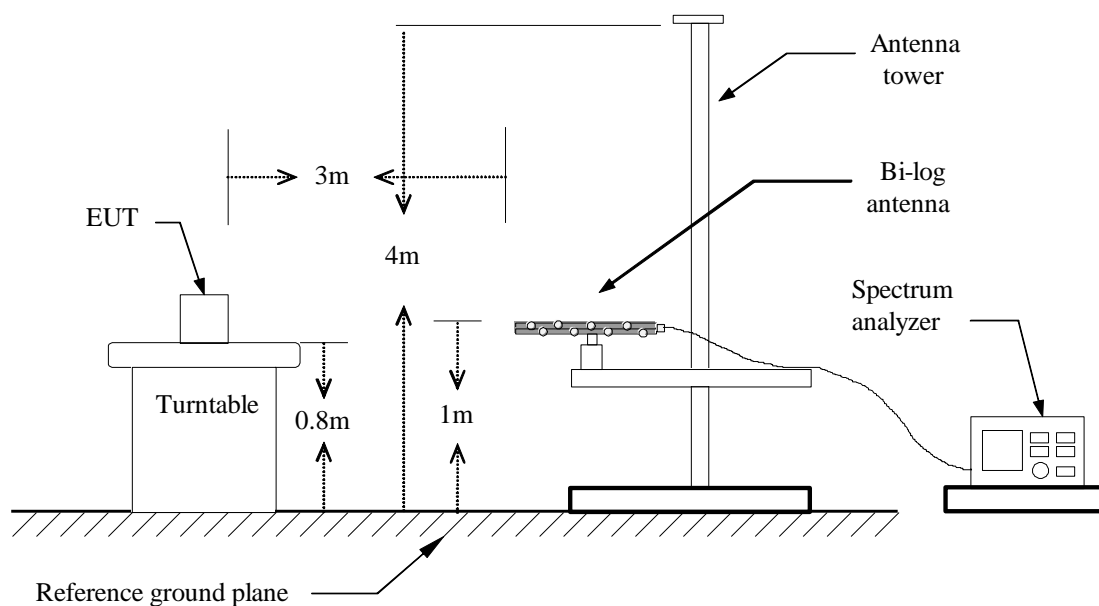 Antenna
tower
3m
Bi-log
antenna
EUT
4m
Spectrum
analyzer
Turntable
0.8m
1m
Reference ground plane